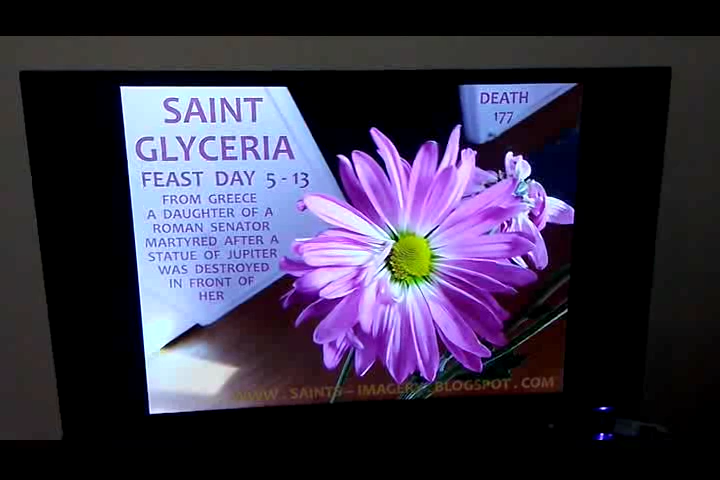 SAINT
GLYCERIA
FEAST DAY 5-13
FROM GREECE
A DAUGHTER OF A
ROMAN SENATOR
MARTYRED AFTER A
STATUE OF JUPITER
WAS DESTROYED
IN FRONT OF
HER
DEATH
177
WWW.SAINTS-IMAGERY.BLOGSPOT.COM